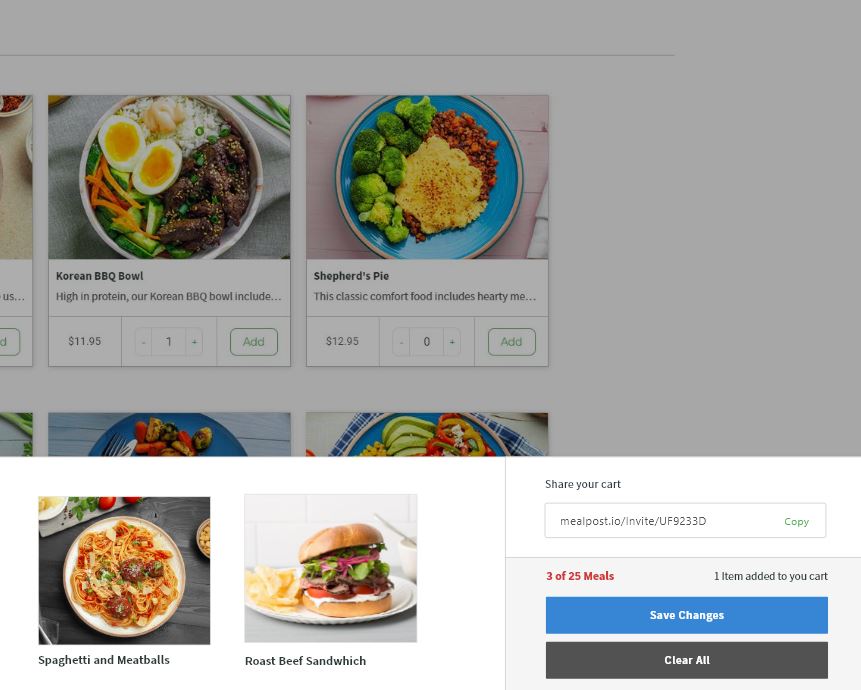 Korean BBQ Bowl
Shepherd's Pie
us...
High in protein, our Korean BBQ bowl include...
This classic comfort food includes hearty me...
d
$11.95
- 1 +
Add
$12.95
- 0 +
Add
Share your cart
mealpost.io/invite/UF9233D
Copy
3 of 25 Meals
1 Item added to you cart
Save Changes
Clear All
Spaghetti and Meatballs
Roast Beef Sandwhich